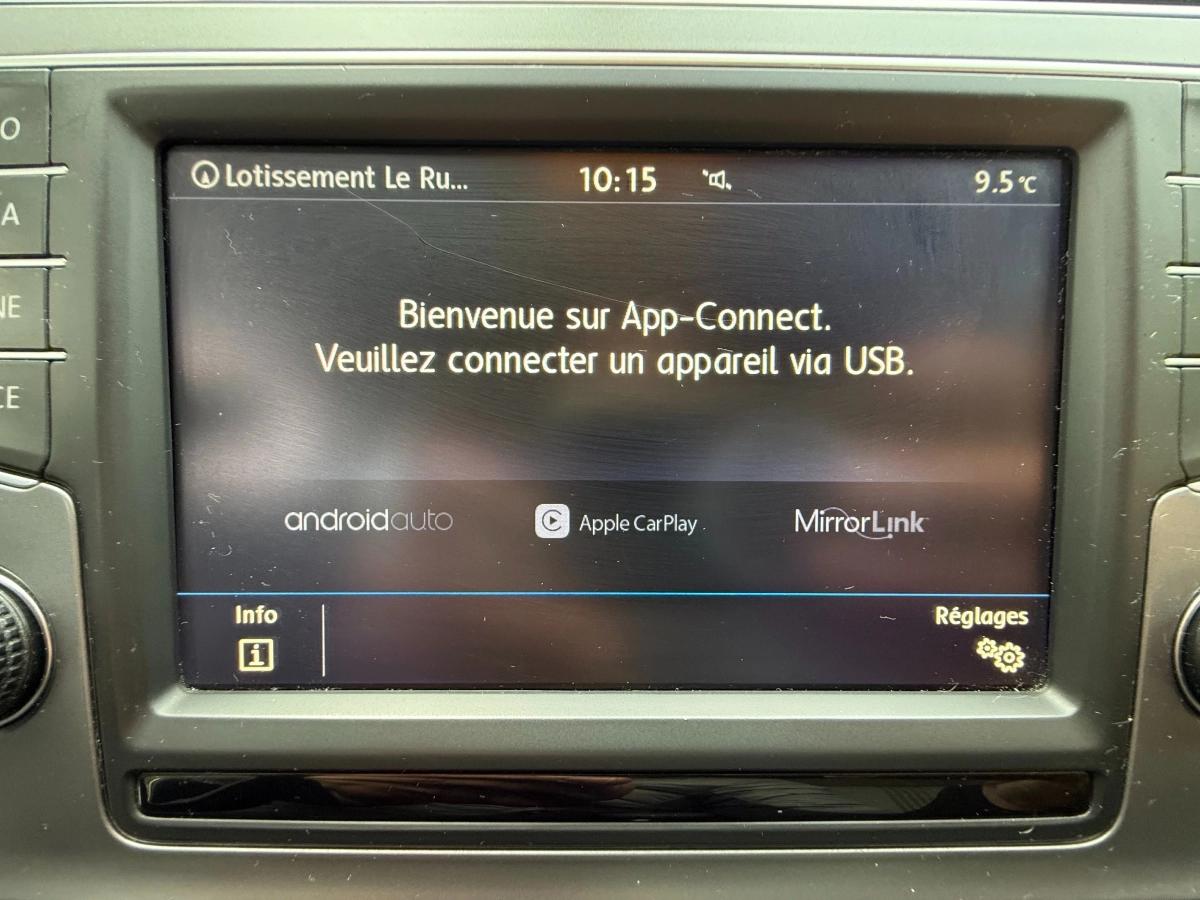 Lotissement Le Ru...
10:15
9.5°C
Bienvenue sur App-Connect.
Veuillez connecter un appareil via USB.
androidauto
Apple CarPlay
MirrorLink
Info
Réglages